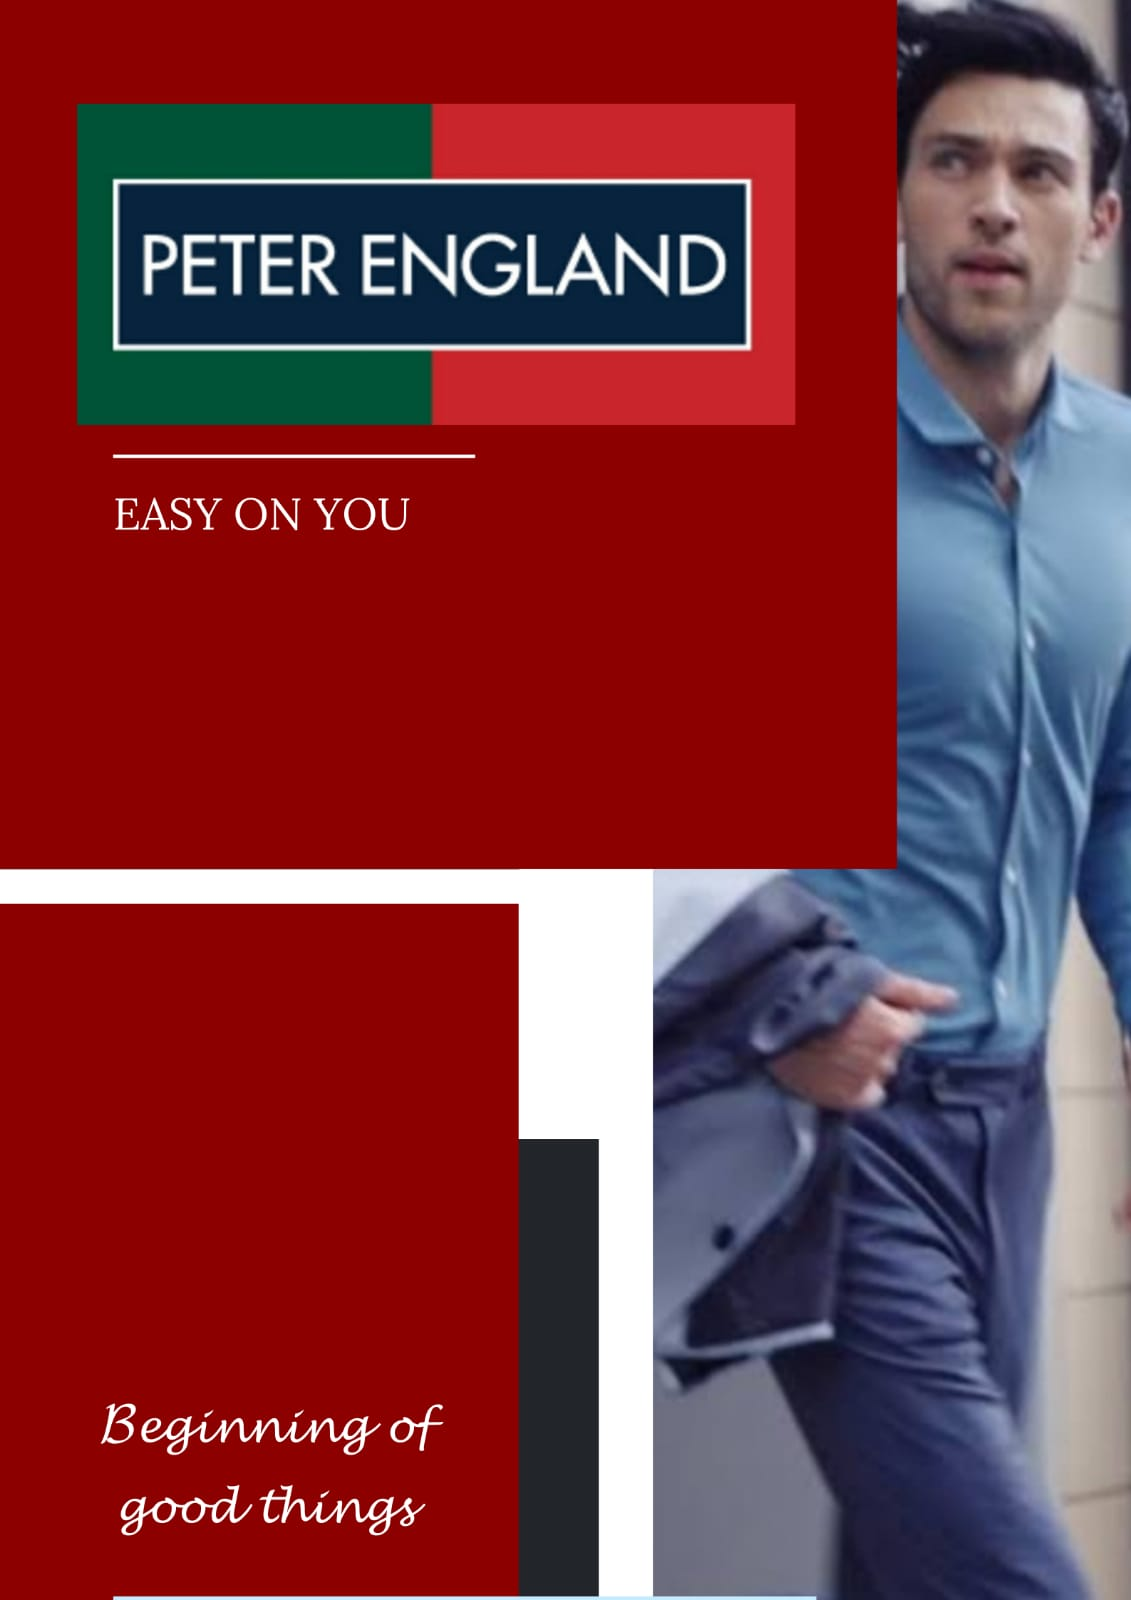 PETER ENGLAND
EASY ON YOU
Beginning of
good things